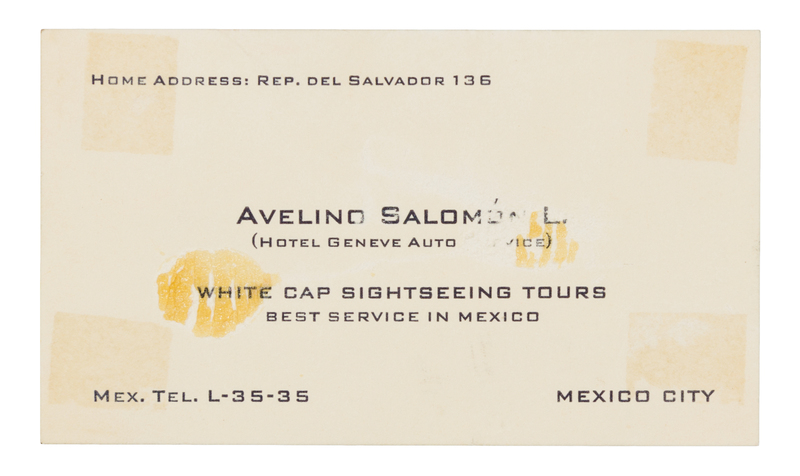 Home Address: Rep. del Salvador 136
Avelino Salomón L.
(Hotel Geneve Auto
White Cap Sightseeing Tours
Best Service in Mexico
Mex. Tel. L-35-35
Mexico City